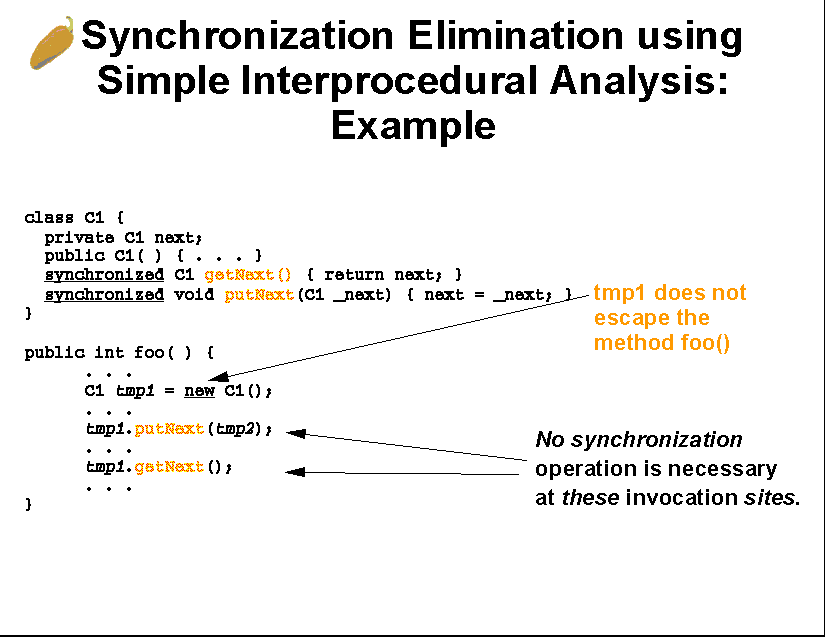 Synchronization Elimination using
Simple Interprocedural Analysis:
Example
class C1 {
private C1 next;
public C1( ) { . . . }
synchronized C1 getNext() { return next; }
synchronized void putNext(C1 _next) { next = _next; }
}
tmp1 does not
escape the
method foo()
public int foo( ) {
. . .
C1 tmp1 = new C1();
. . .
tmp1.putNext(tmp2);
. . .
tmp1.getNext();
. . .
}
No synchronization
operation is necessary
at these invocation sites.